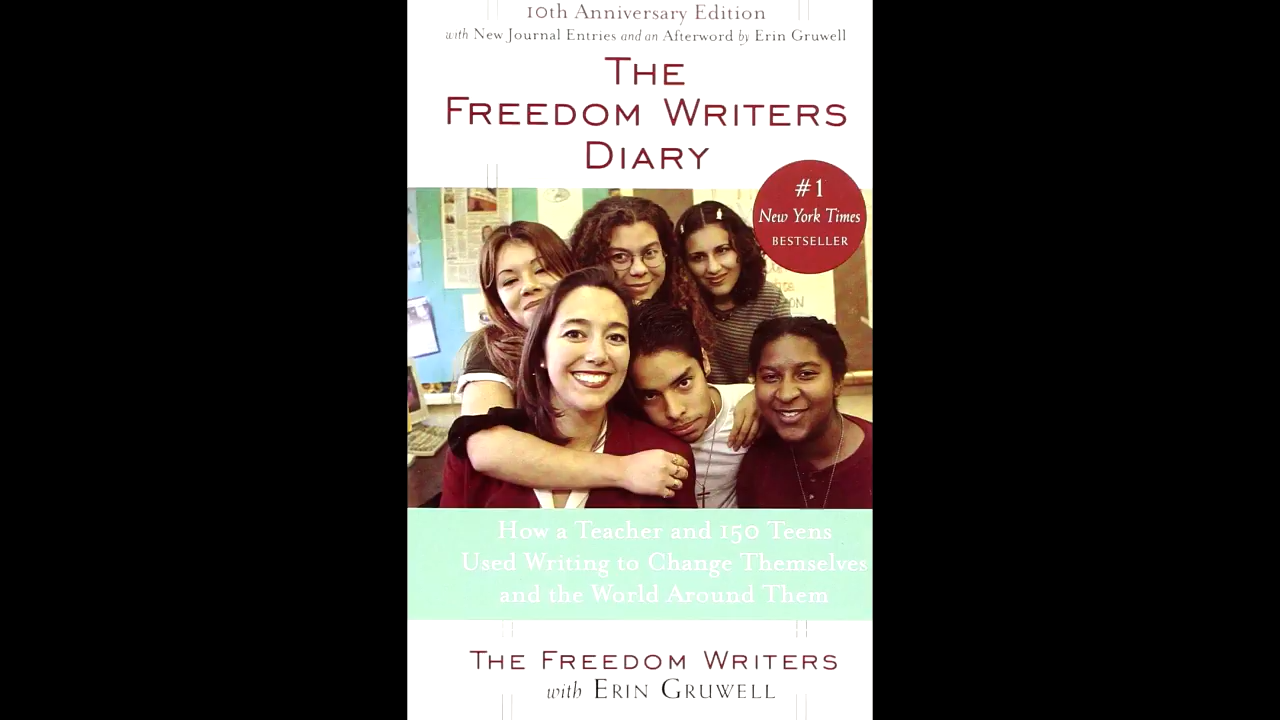 10th Anniversary Edition
with New Journal Entries and an Afterword by Erin Gruwell
THE
FREEDOM WRITERS
DIARY
#1
New York Times
BESTSELLER
ON
How a Teacher and 150 Teens
Used Writing to Change Themselves
and the World Around Them
THE FREEDOM WRITERS
with ERIN GRUWELL